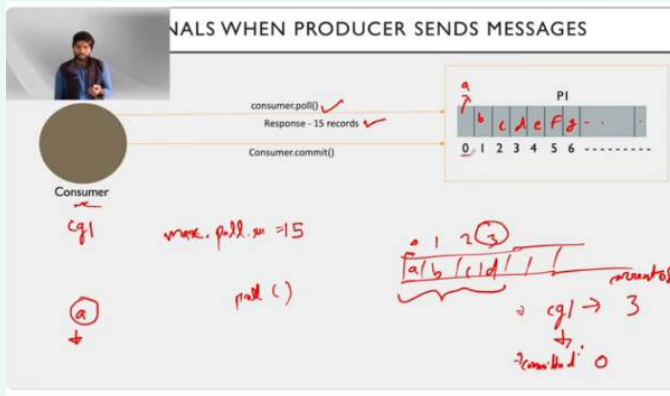 NALS WHEN PRODUCER SENDS MESSAGES
consumer.poll()
Response - 15 records
Consumer.commit()
Consumer
P1
a
b c d e f g - - -
0 1 2 3 4 5 6 ---------
cg1
max.poll. =15
poll ()
a
1 2 3
a b c d
cg1 → 3
0